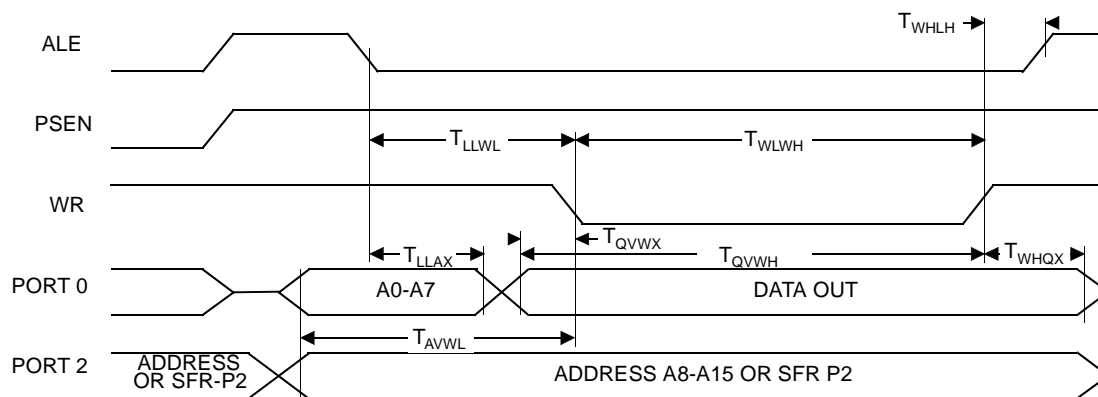 ALE
T_WHLH
PSEN
T_LLWL
T_WLWH
WR
T_LLAX
T_QVWX
T_QVWH
T_WHQX
PORT 0
A0-A7
DATA OUT
T_AVWL
PORT 2
ADDRESS
OR SFR-P2
ADDRESS A8-A15 OR SFR P2